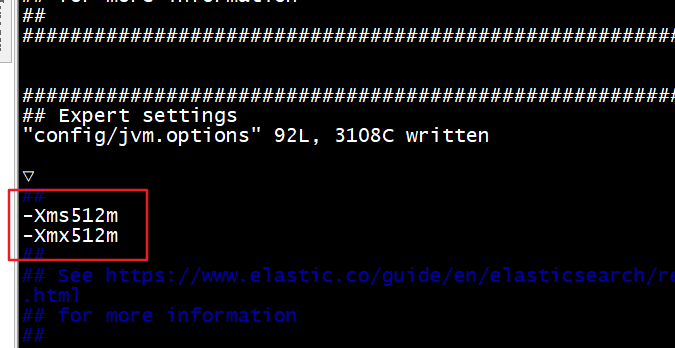 ## for more information
##
######################################################
######################################################
## Expert settings
"config/jvm.options" 92L, 3108C written
▽
##
-Xms512m
-Xmx512m
##
## See https://www.elastic.co/guide/en/elasticsearch/re
.html
## for more information
##